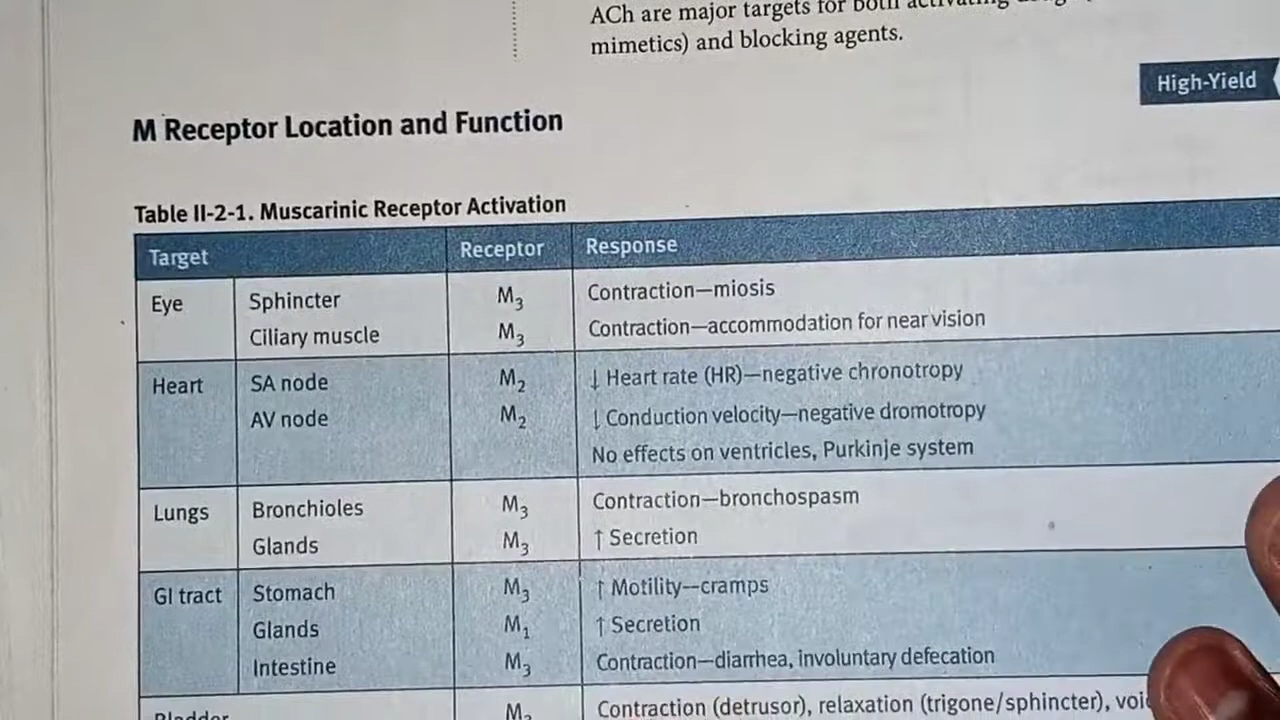 ACh are major targets for both activating
mimetics) and blocking agents.
High-Yield
M Receptor Location and Function
Table II-2-1. Muscarinic Receptor Activation
Target Receptor Response
Eye Sphincter M₃ Contraction—miosis
Ciliary muscle M₃ Contraction—accommodation for near vision
Heart SA node M₂ ↓ Heart rate (HR)—negative chronotropy
AV node M₂ ↓ Conduction velocity—negative dromotropy
No effects on ventricles, Purkinje system
Lungs Bronchioles M₃ Contraction—bronchospasm
Glands M₃ ↑ Secretion
GI tract Stomach M₃ ↑ Motility—cramps
Glands M₁ ↑ Secretion
Intestine M₃ Contraction—diarrhea, involuntary defecation
Bladder Contraction (detrusor), relaxation (trigone/sphincter),